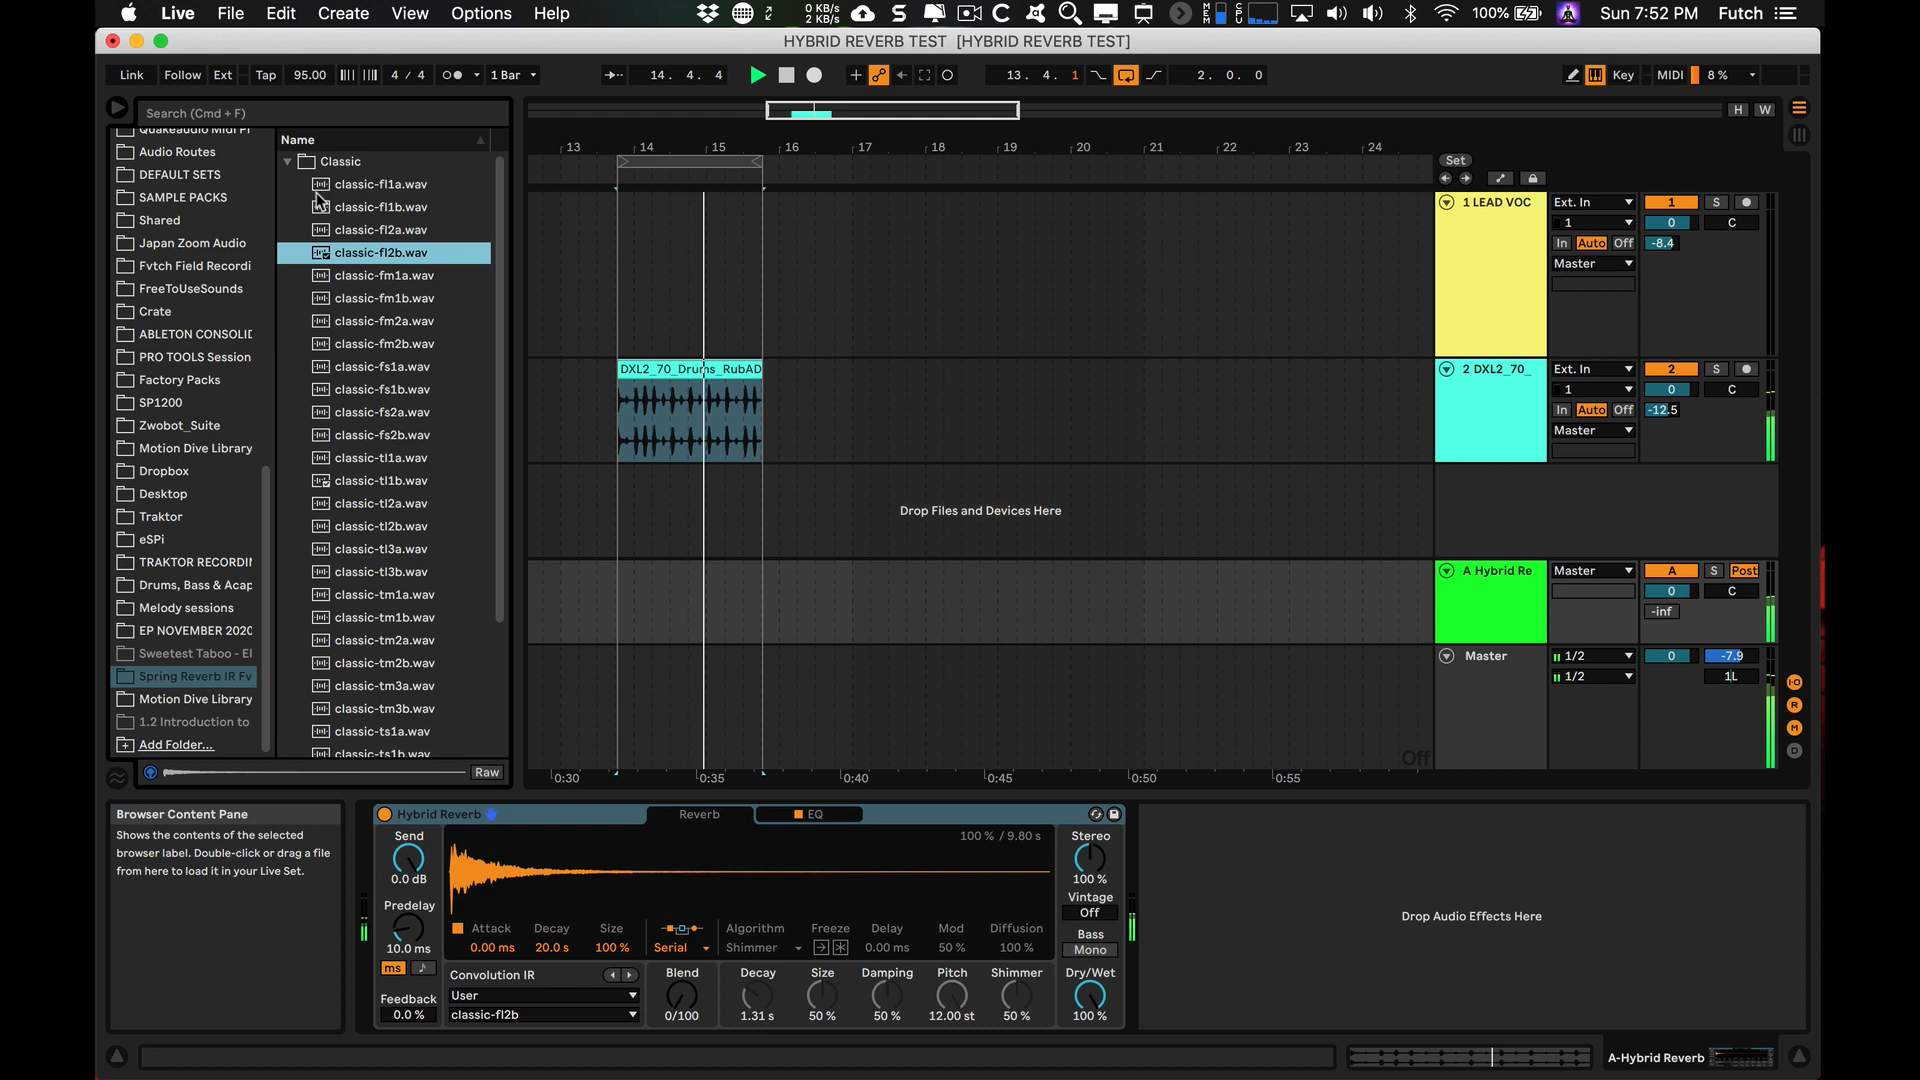 Live File Edit Create View Options Help
0 KB/s
2 KB/s
MEM CPU 100% Sun 7:52 PM Futch
HYBRID REVERB TEST [HYBRID REVERB TEST]
Link Follow Ext Tap 95.00 4 / 4 1 Bar 14. 4. 4 13. 4. 1 2. 0. 0 Key MIDI 8 %
Search (Cmd + F)
H W
Quakeaudio Midi Pr
Audio Routes
DEFAULT SETS
SAMPLE PACKS
Shared
Japan Zoom Audio
Fvtch Field Recordi
FreeToUseSounds
Crate
ABLETON CONSOLID
PRO TOOLS Session
Factory Packs
SP1200
Zwobot_Suite
Motion Dive Library
Dropbox
Desktop
Traktor
eSPi
TRAKTOR RECORDIN
Drums, Bass & Acap
Melody sessions
EP NOVEMBER 2020
Sweetest Taboo - El
Spring Reverb IR Fv
Motion Dive Library
1.2 Introduction to
Add Folder...
Name
Classic
classic-fl1a.wav
classic-fl1b.wav
classic-fl2a.wav
classic-fl2b.wav
classic-fm1a.wav
classic-fm1b.wav
classic-fm2a.wav
classic-fm2b.wav
classic-fs1a.wav
classic-fs1b.wav
classic-fs2a.wav
classic-fs2b.wav
classic-tl1a.wav
classic-tl1b.wav
classic-tl2a.wav
classic-tl2b.wav
classic-tl3a.wav
classic-tl3b.wav
classic-tm1a.wav
classic-tm1b.wav
classic-tm2a.wav
classic-tm2b.wav
classic-tm3a.wav
classic-tm3b.wav
classic-ts1a.wav
classic-ts1b.wav
Raw
13 14 15 16 17 18 19 20 21 22 23 24
Set
DXL2_70_Drums_RubAD
Drop Files and Devices Here
Off
0:30 0:35 0:40 0:45 0:50 0:55
1 LEAD VOC Ext. In 1 S
1 0 C
In Auto Off -8.4
Master
2 DXL2_70_ Ext. In 2 S
1 0 C
In Auto Off -12.5
Master
A Hybrid Re Master A S Post
0 C
-inf
Master 1/2 0 -7.9
1/2 1L
I-O
R
M
D
Browser Content Pane
Shows the contents of the selected
browser label. Double-click or drag a file
from here to load it in your Live Set.
Hybrid Reverb Reverb EQ
Send
0.0 dB
Predelay
10.0 ms
ms
Feedback
0.0 %
100 % / 9.80 s
Attack Decay Size Algorithm Freeze Delay Mod Diffusion
0.00 ms 20.0 s 100 % Serial Shimmer 0.00 ms 50 % 100 %
Convolution IR
User
classic-fl2b
Blend Decay Size Damping Pitch Shimmer
0/100 1.31 s 50 % 50 % 12.00 st 50 %
Stereo
100 %
Vintage
Off
Bass
Mono
Dry/Wet
100 %
Drop Audio Effects Here
A-Hybrid Reverb